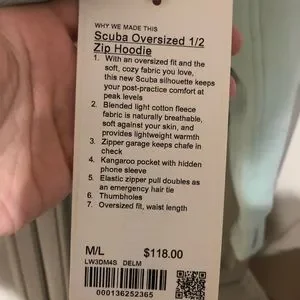 WHY WE MADE THIS
Scuba Oversized 1/2
Zip Hoodie
1. With an oversized fit and the
soft, cozy fabric you love,
this new Scuba silhouette keeps
your post-practice comfort at
peak levels
2. Blended light cotton fleece
fabric is naturally breathable,
soft against your skin, and
provides lightweight warmth
3. Zipper garage keeps chafe in
check
4. Kangaroo pocket with hidden
phone sleeve
5. Elastic zipper pull doubles as
an emergency hair tie
6. Thumbholes
7. Oversized fit, waist length
M/L $118.00
LW3DM4S DELM
000136252365